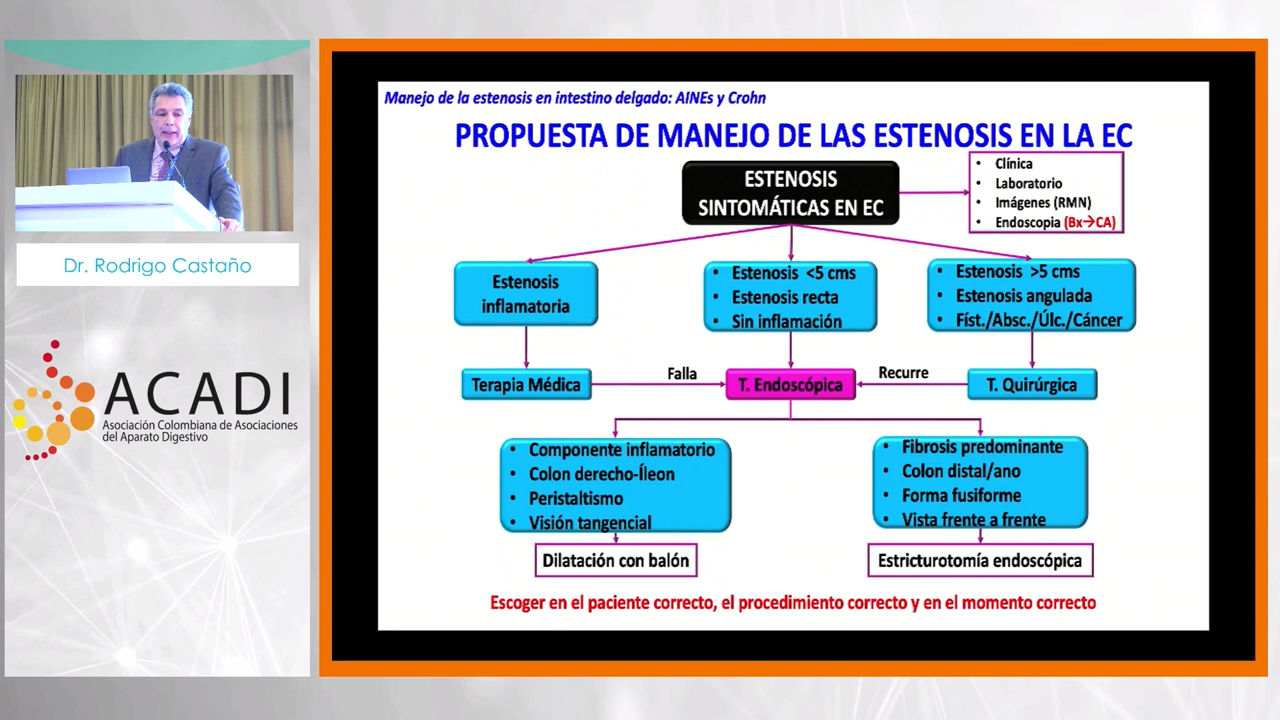 Dr. Rodrigo Castaño
ACADI
Asociación Colombiana de Asociaciones
del Aparato Digestivo
Manejo de la estenosis en intestino delgado: AINEs y Crohn
PROPUESTA DE MANEJO DE LAS ESTENOSIS EN LA EC
ESTENOSIS
SINTOMÁTICAS EN EC
• Clínica
• Laboratorio
• Imágenes (RMN)
• Endoscopia (Bx→CA)
Estenosis
inflamatoria
• Estenosis <5 cms
• Estenosis recta
• Sin inflamación
• Estenosis >5 cms
• Estenosis angulada
• Físt./Absc./Úlc./Cáncer
Terapia Médica
Falla
T. Endoscópica
Recurre
T. Quirúrgica
• Componente inflamatorio
• Colon derecho-Íleon
• Peristaltismo
• Visión tangencial
• Fibrosis predominante
• Colon distal/ano
• Forma fusiforme
• Vista frente a frente
Dilatación con balón
Estricturotomía endoscópica
Escoger en el paciente correcto, el procedimiento correcto y en el momento correcto